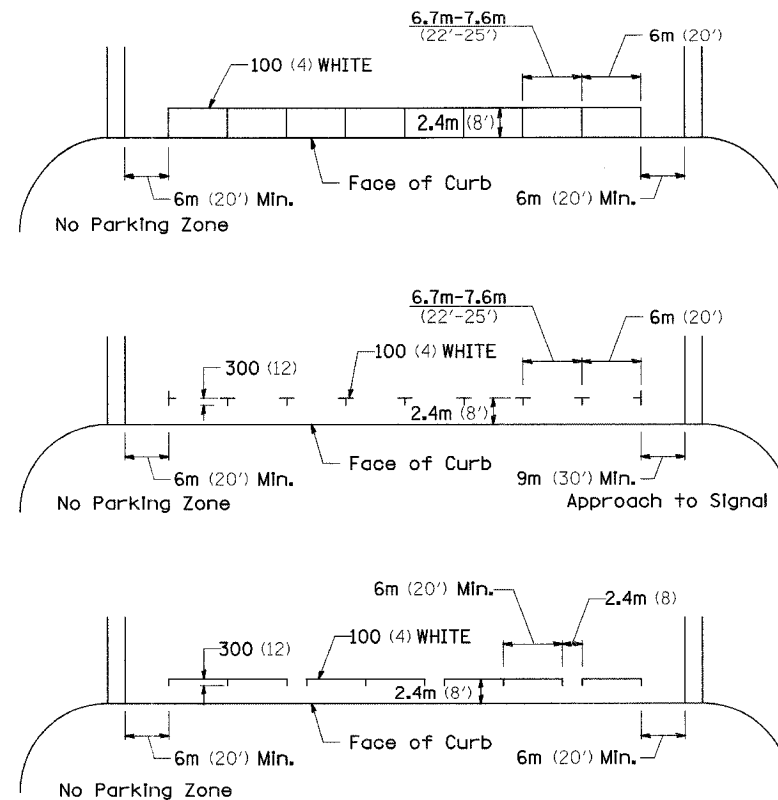 6.7m-7.6m
(22'-25')
6m (20')
100 (4) WHITE
2.4m (8')
Face of Curb
6m (20') Min.
6m (20') Min.
No Parking Zone
6.7m-7.6m
(22'-25')
6m (20')
100 (4) WHITE
300 (12)
2.4m (8')
Face of Curb
6m (20') Min.
9m (30') Min.
No Parking Zone
Approach to Signal
6m (20') Min.
2.4m (8)
100 (4) WHITE
300 (12)
2.4m (8')
Face of Curb
6m (20') Min.
6m (20') Min.
No Parking Zone